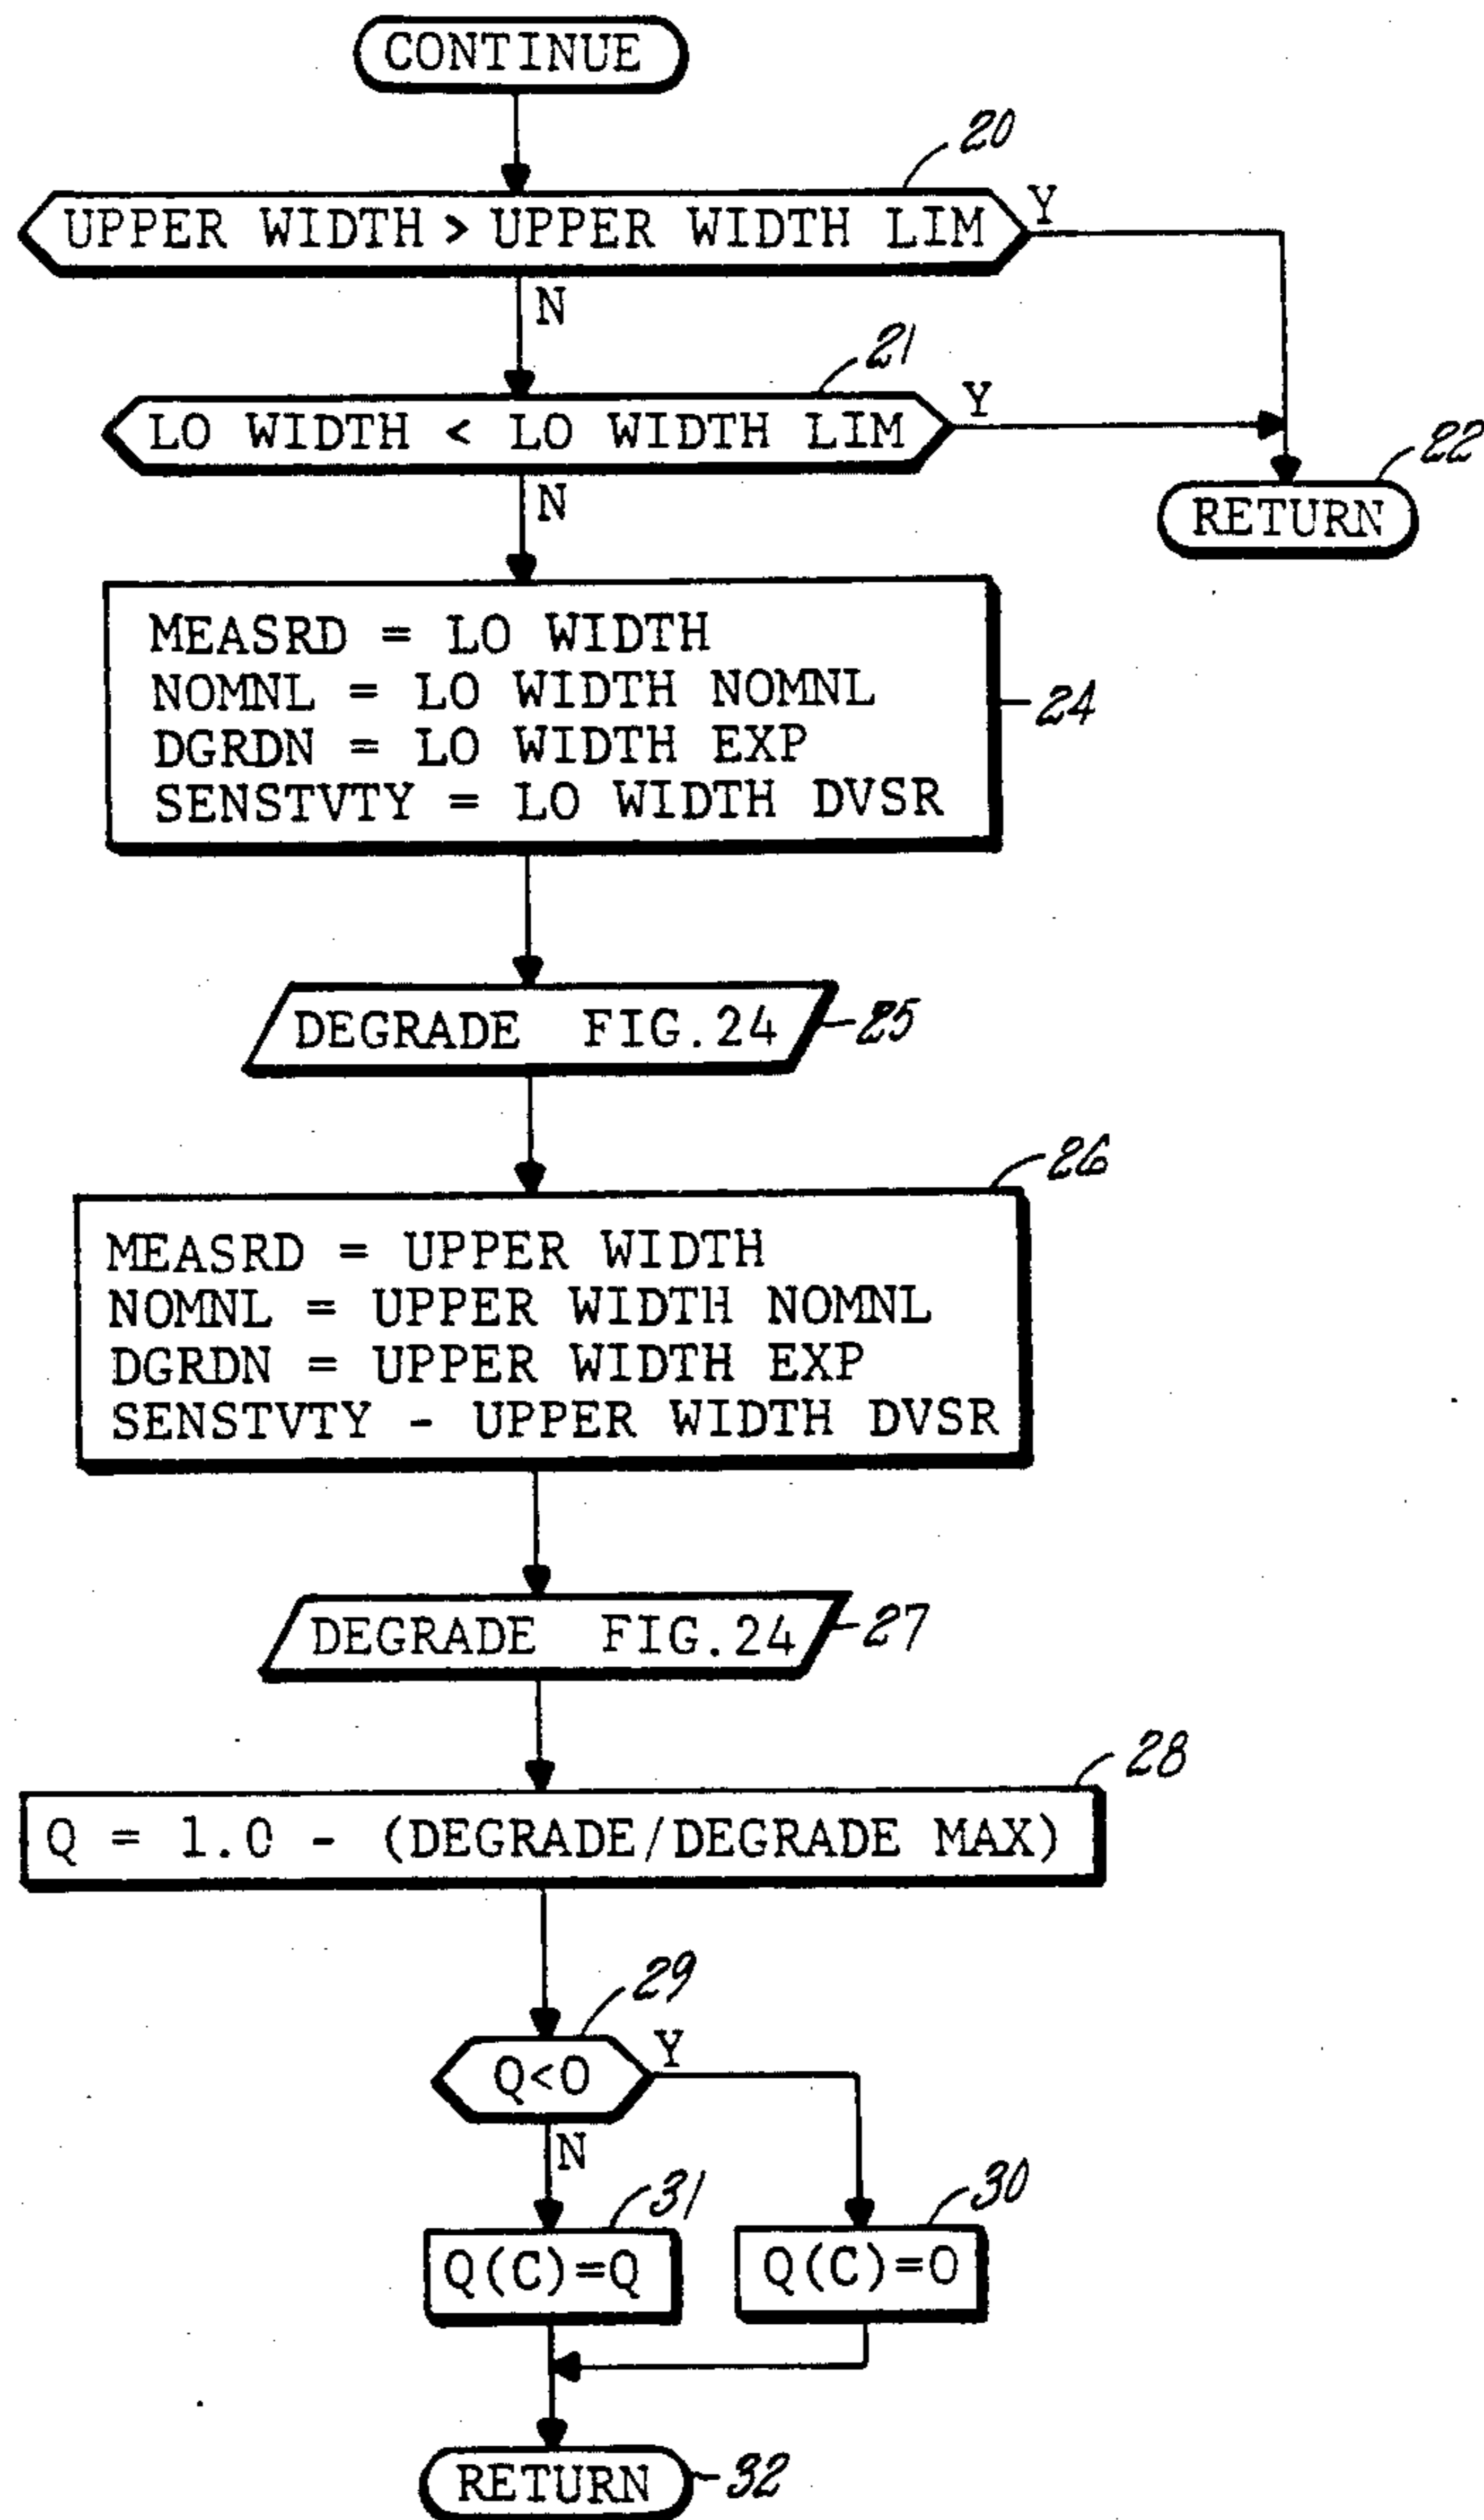 CONTINUE
20
UPPER WIDTH > UPPER WIDTH LIM
Y
N
21
LO WIDTH < LO WIDTH LIM
Y
22
N
RETURN
MEASRD = LO WIDTH
NOMNL = LO WIDTH NOMNL
24
DGRDN = LO WIDTH EXP
SENSTVTY = LO WIDTH DVSR
DEGRADE FIG.24
25
26
MEASRD = UPPER WIDTH
NOMNL = UPPER WIDTH NOMNL
DGRDN = UPPER WIDTH EXP
SENSTVTY - UPPER WIDTH DVSR
DEGRADE FIG.24
27
28
Q = 1.0 - (DEGRADE/DEGRADE MAX)
29
Q<0
Y
N
31
30
Q(C)=Q
Q(C)=0
RETURN
32